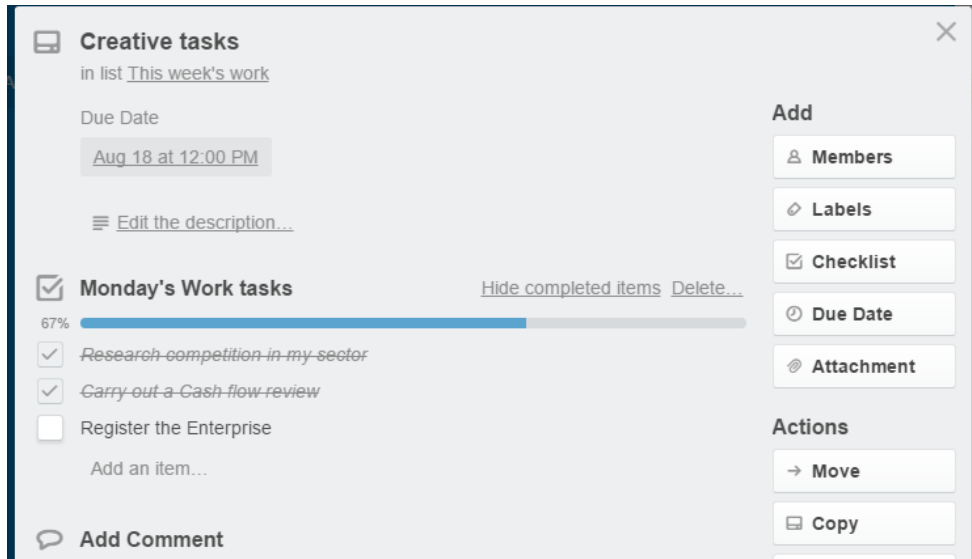 Creative tasks
in list This week's work
Due Date
Aug 18 at 12:00 PM
Edit the description…
Monday's Work tasks
Hide completed items Delete…
67%
Research competition in my sector
Carry out a Cash flow review
Register the Enterprise
Add an item…
Add Comment
Add
Members
Labels
Checklist
Due Date
Attachment
Actions
Move
Copy